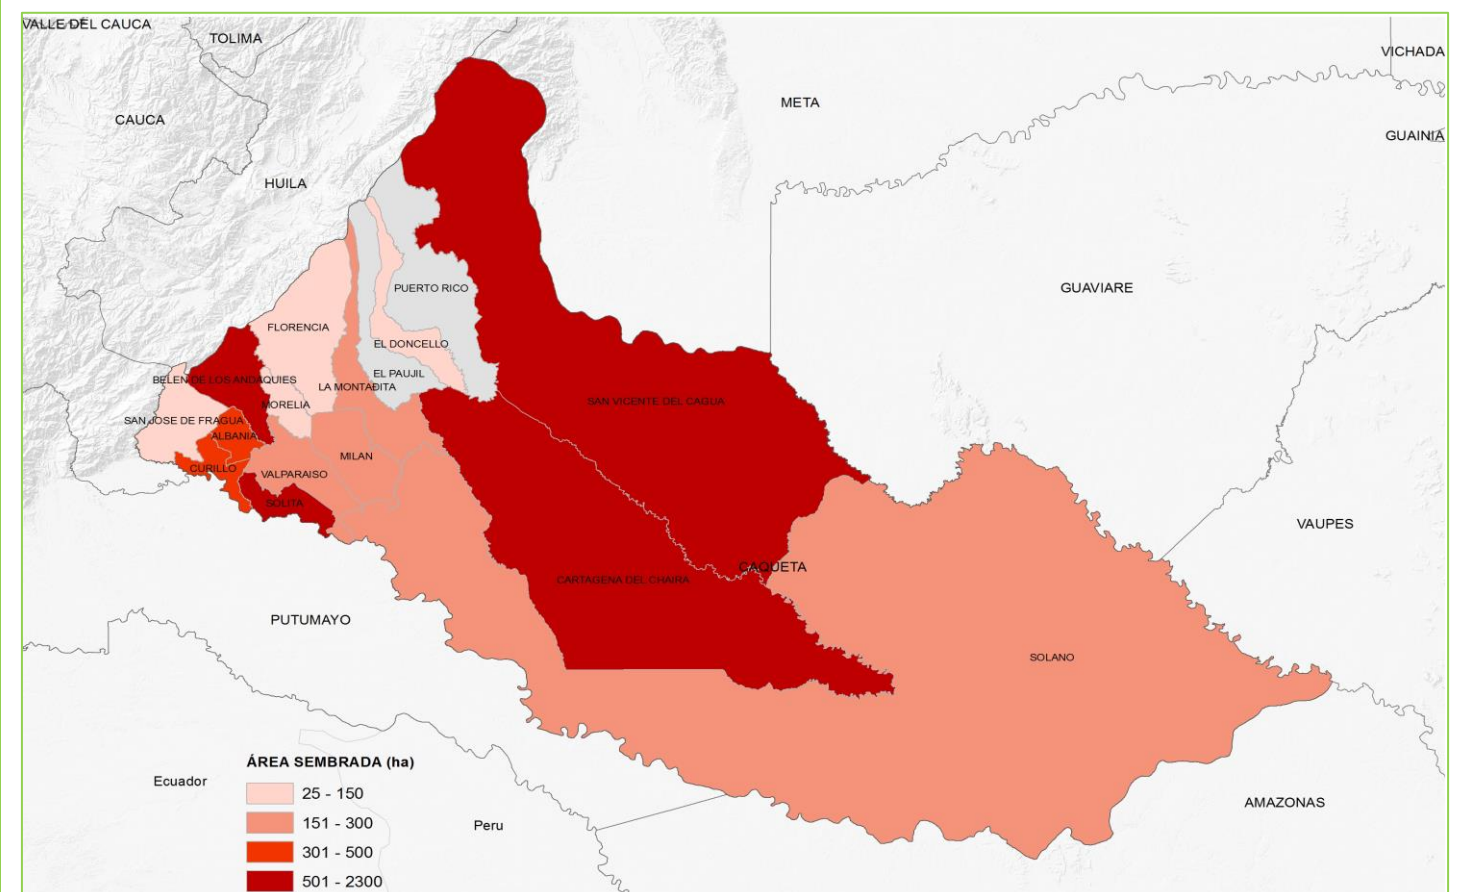 VALLE DEL CAUCA
TOLIMA
VICHADA
META
CAUCA
GUAINIA
HUILA
GUAVIARE
PUERTO RICO
FLORENCIA
EL DONCELLO
EL PAUJIL
BELEN DE LOS ANDAQUIES
LA MONTAÐITA
SAN VICENTE DEL CAGUA
MORELIA
SAN JOSE DE FRAGUA
ALBANIA
MILAN
CURILLO
VALPARAISO
SOLITA
VAUPES
CAQUETA
CARTAGENA DEL CHAIRA
PUTUMAYO
SOLANO
ÁREA SEMBRADA (ha)
25 - 150
151 - 300
301 - 500
501 - 2300
Ecuador
Peru
AMAZONAS